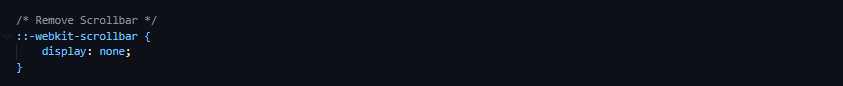 /* Remove Scrollbar */
::-webkit-scrollbar {
    display: none;
}